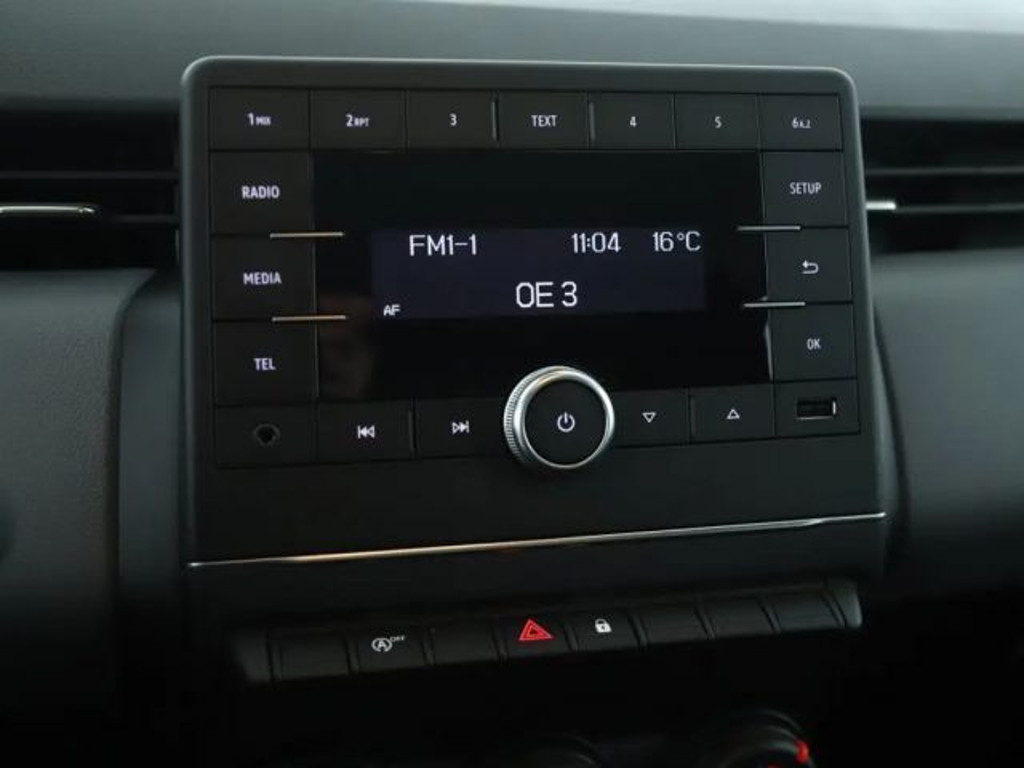 1MIX 2RPT 3 TEXT 4 5 6A.Z
RADIO SETUP
FM1-1 11:04 16°C
MEDIA
OE 3
AF
TEL OK
A OFF